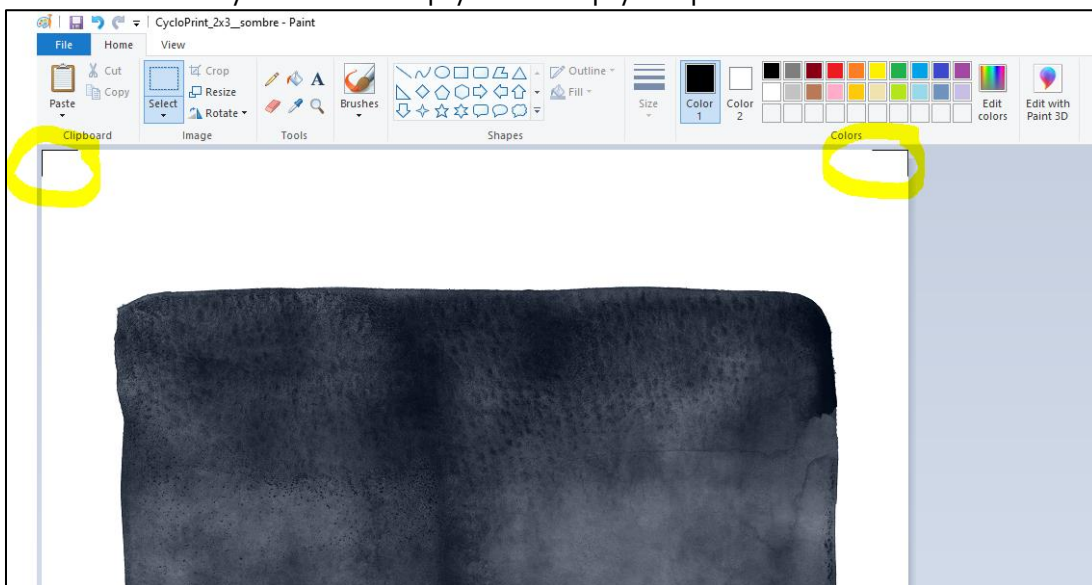 CycloPrint_2x3__sombre - Paint
File Home View
Paste
Cut
Copy
Clipboard
Select
Crop
Resize
Rotate
Image
A
Tools
Brushes
Shapes
Outline
Fill
Size
Color 1
Color 2
Colors
Edit colors
Edit with Paint 3D